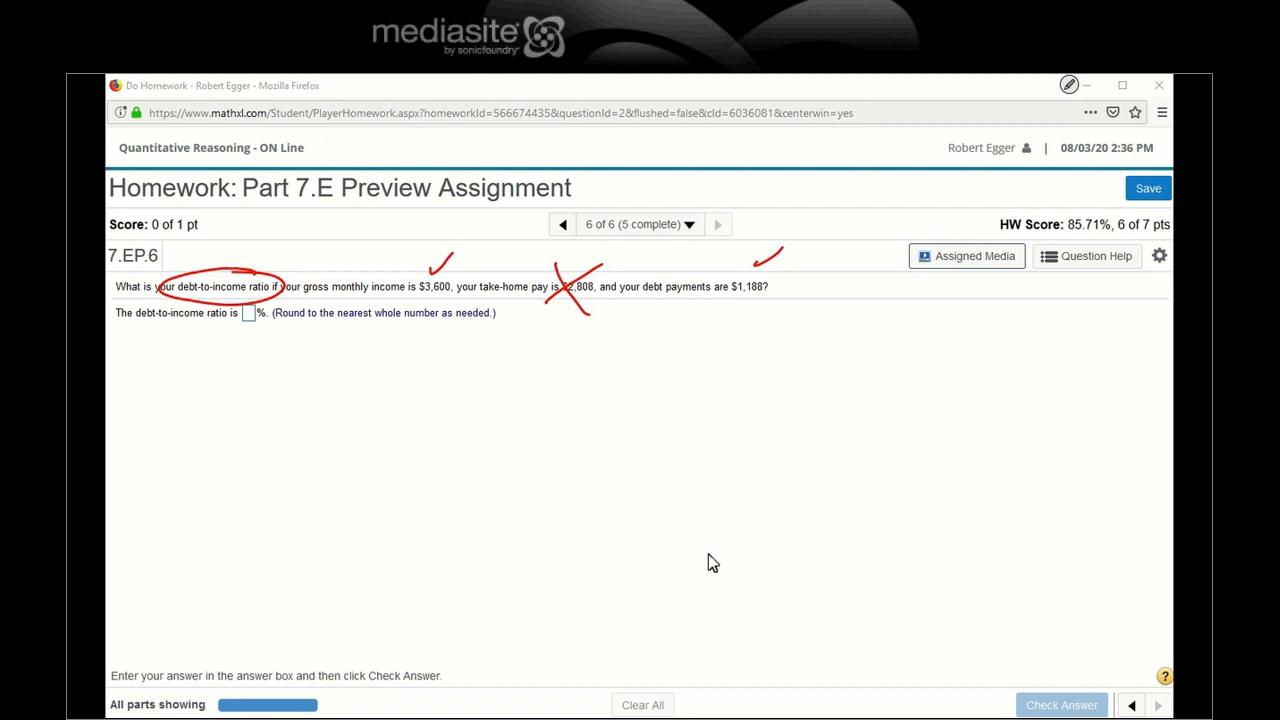 mediasite
by sonicfoundry
Do Homework - Robert Egger - Mozilla Firefox
https://www.mathxl.com/Student/PlayerHomework.aspx?homeworkId=566674435&questionId=2&flushed=false&cId=6036081&centerwin=yes
Quantitative Reasoning - ON Line
Robert Egger | 08/03/20 2:36 PM
Homework: Part 7.E Preview Assignment
Save
Score: 0 of 1 pt
6 of 6 (5 complete)
HW Score: 85.71%, 6 of 7 pts
7.EP.6
Assigned Media
Question Help
What is your debt-to-income ratio if your gross monthly income is $3,600, your take-home pay is $2,808, and your debt payments are $1,188?
The debt-to-income ratio is %. (Round to the nearest whole number as needed.)
Enter your answer in the answer box and then click Check Answer.
?
All parts showing
Clear All
Check Answer